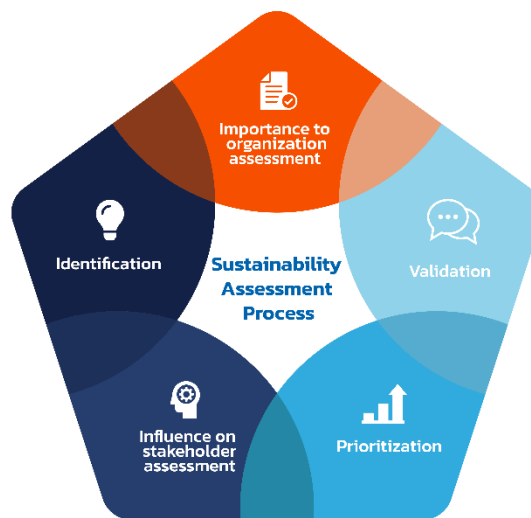 Importance to
organization
assessment
Identification
Sustainability
Assessment
Process
Validation
Influence on
stakeholder
assessment
Prioritization